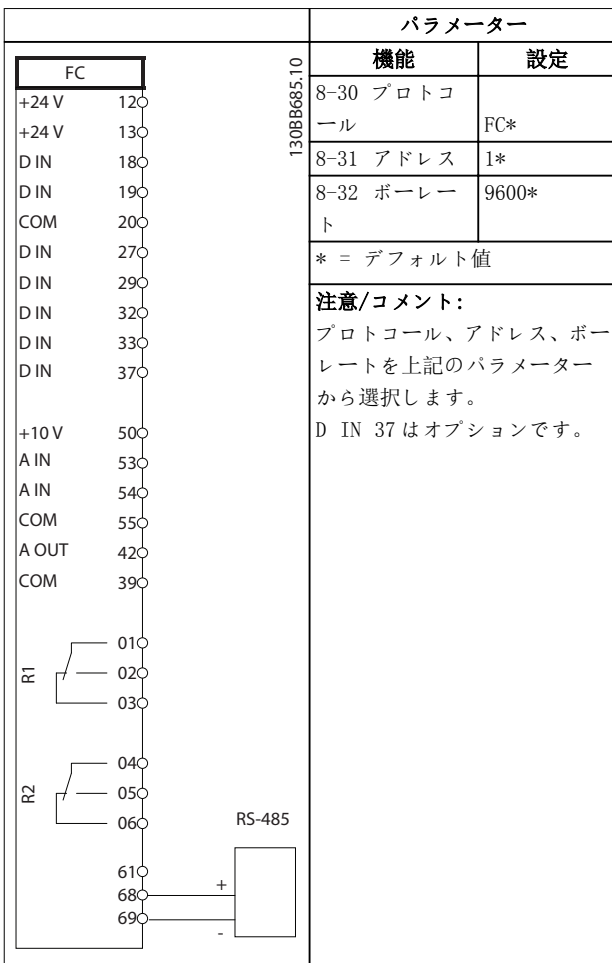 パラメーター
機能 設定
8-30 プロトコ
ール FC*
8-31 アドレス 1*
8-32 ボーレー 9600*
ト
* = デフォルト値
注意/コメント:
プロトコール、アドレス、ボー
レートを上記のパラメーター
から選択します。
D IN 37 はオプションです。
FC
130BB685.10
+24 V 12
+24 V 13
D IN 18
D IN 19
COM 20
D IN 27
D IN 29
D IN 32
D IN 33
D IN 37
+10 V 50
A IN 53
A IN 54
COM 55
A OUT 42
COM 39
R1
01
02
03
R2
04
05
06
RS-485
61
68 +
69 -